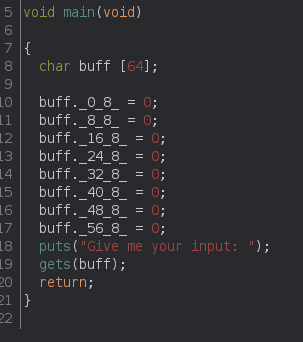 5 void main(void)
6
7 {
8 char buff [64];
9
10 buff._0_8_ = 0;
11 buff._8_8_ = 0;
12 buff._16_8_ = 0;
13 buff._24_8_ = 0;
14 buff._32_8_ = 0;
15 buff._40_8_ = 0;
16 buff._48_8_ = 0;
17 buff._56_8_ = 0;
18 puts("Give me your input: ");
19 gets(buff);
20 return;
21 }
22